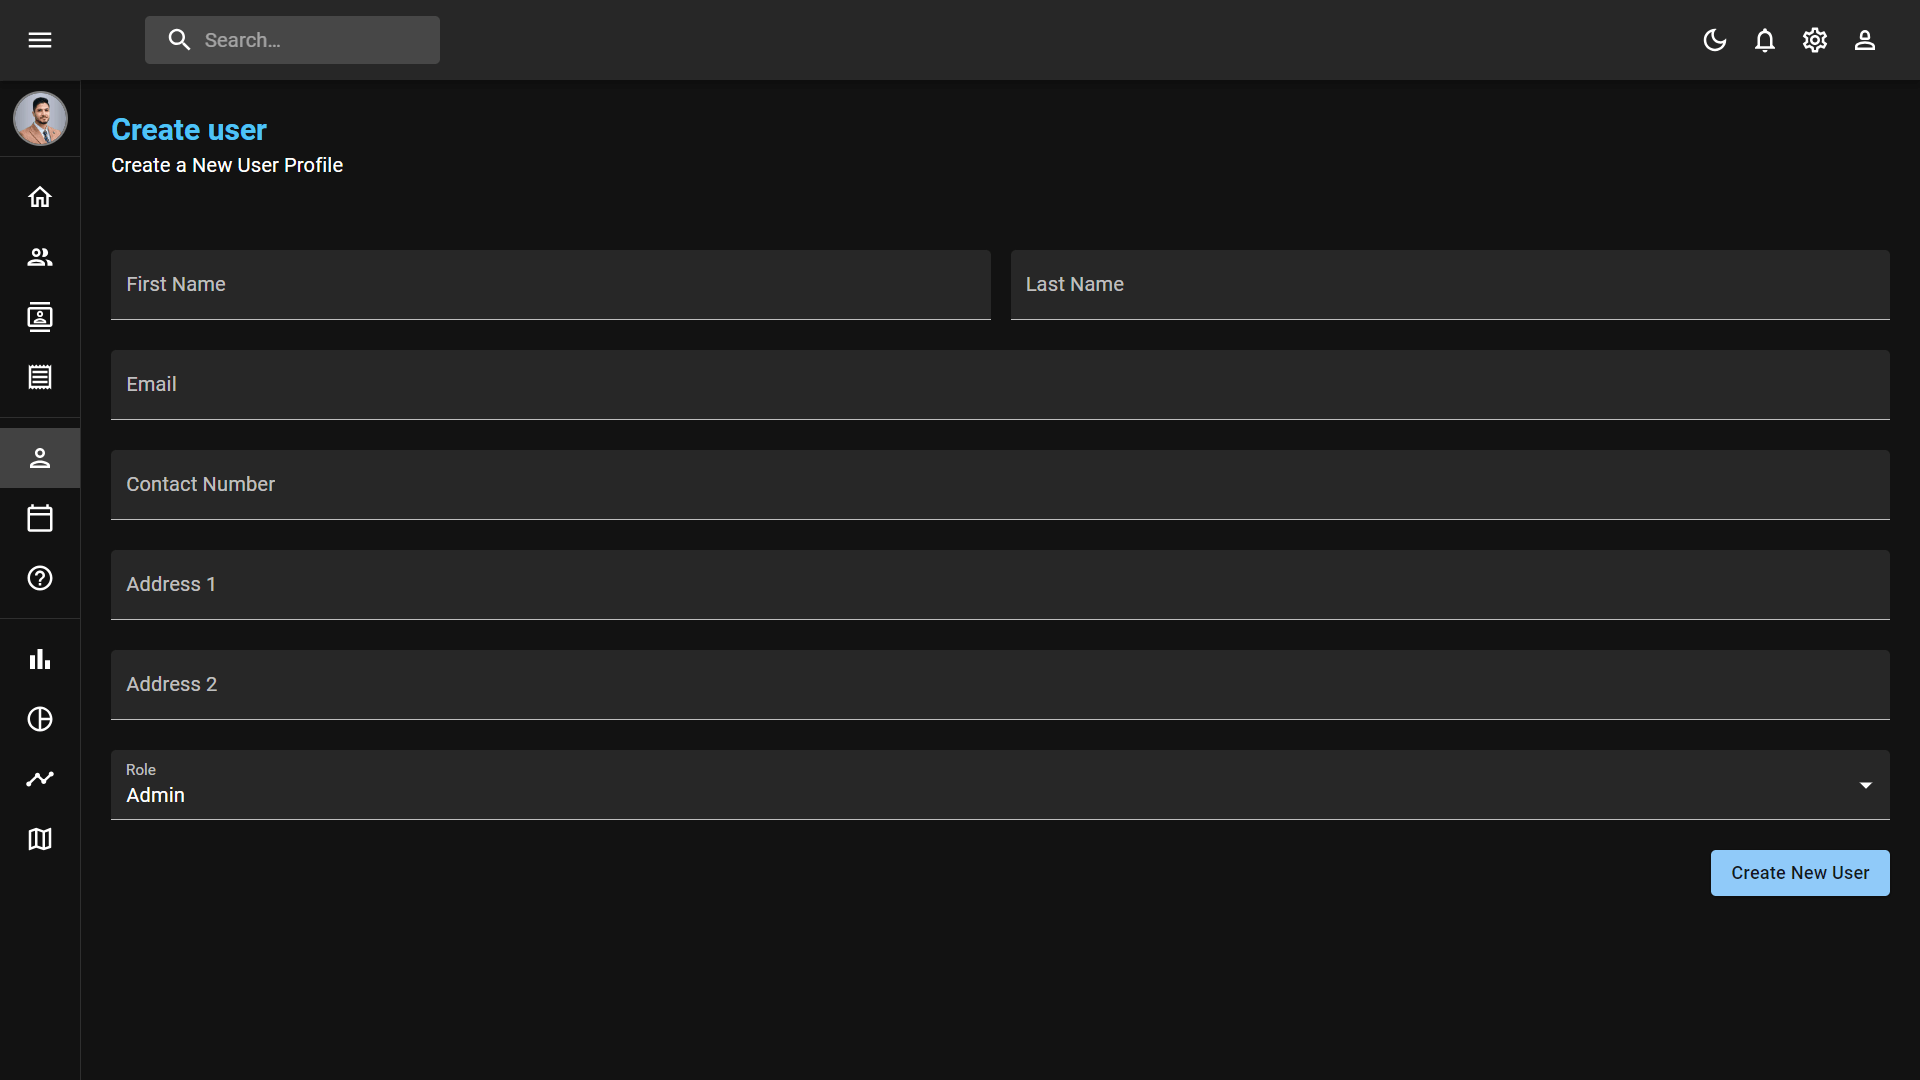 Search…
Create user
Create a New User Profile
First Name
Last Name
Email
Contact Number
Address 1
Address 2
Role
Admin
Create New User